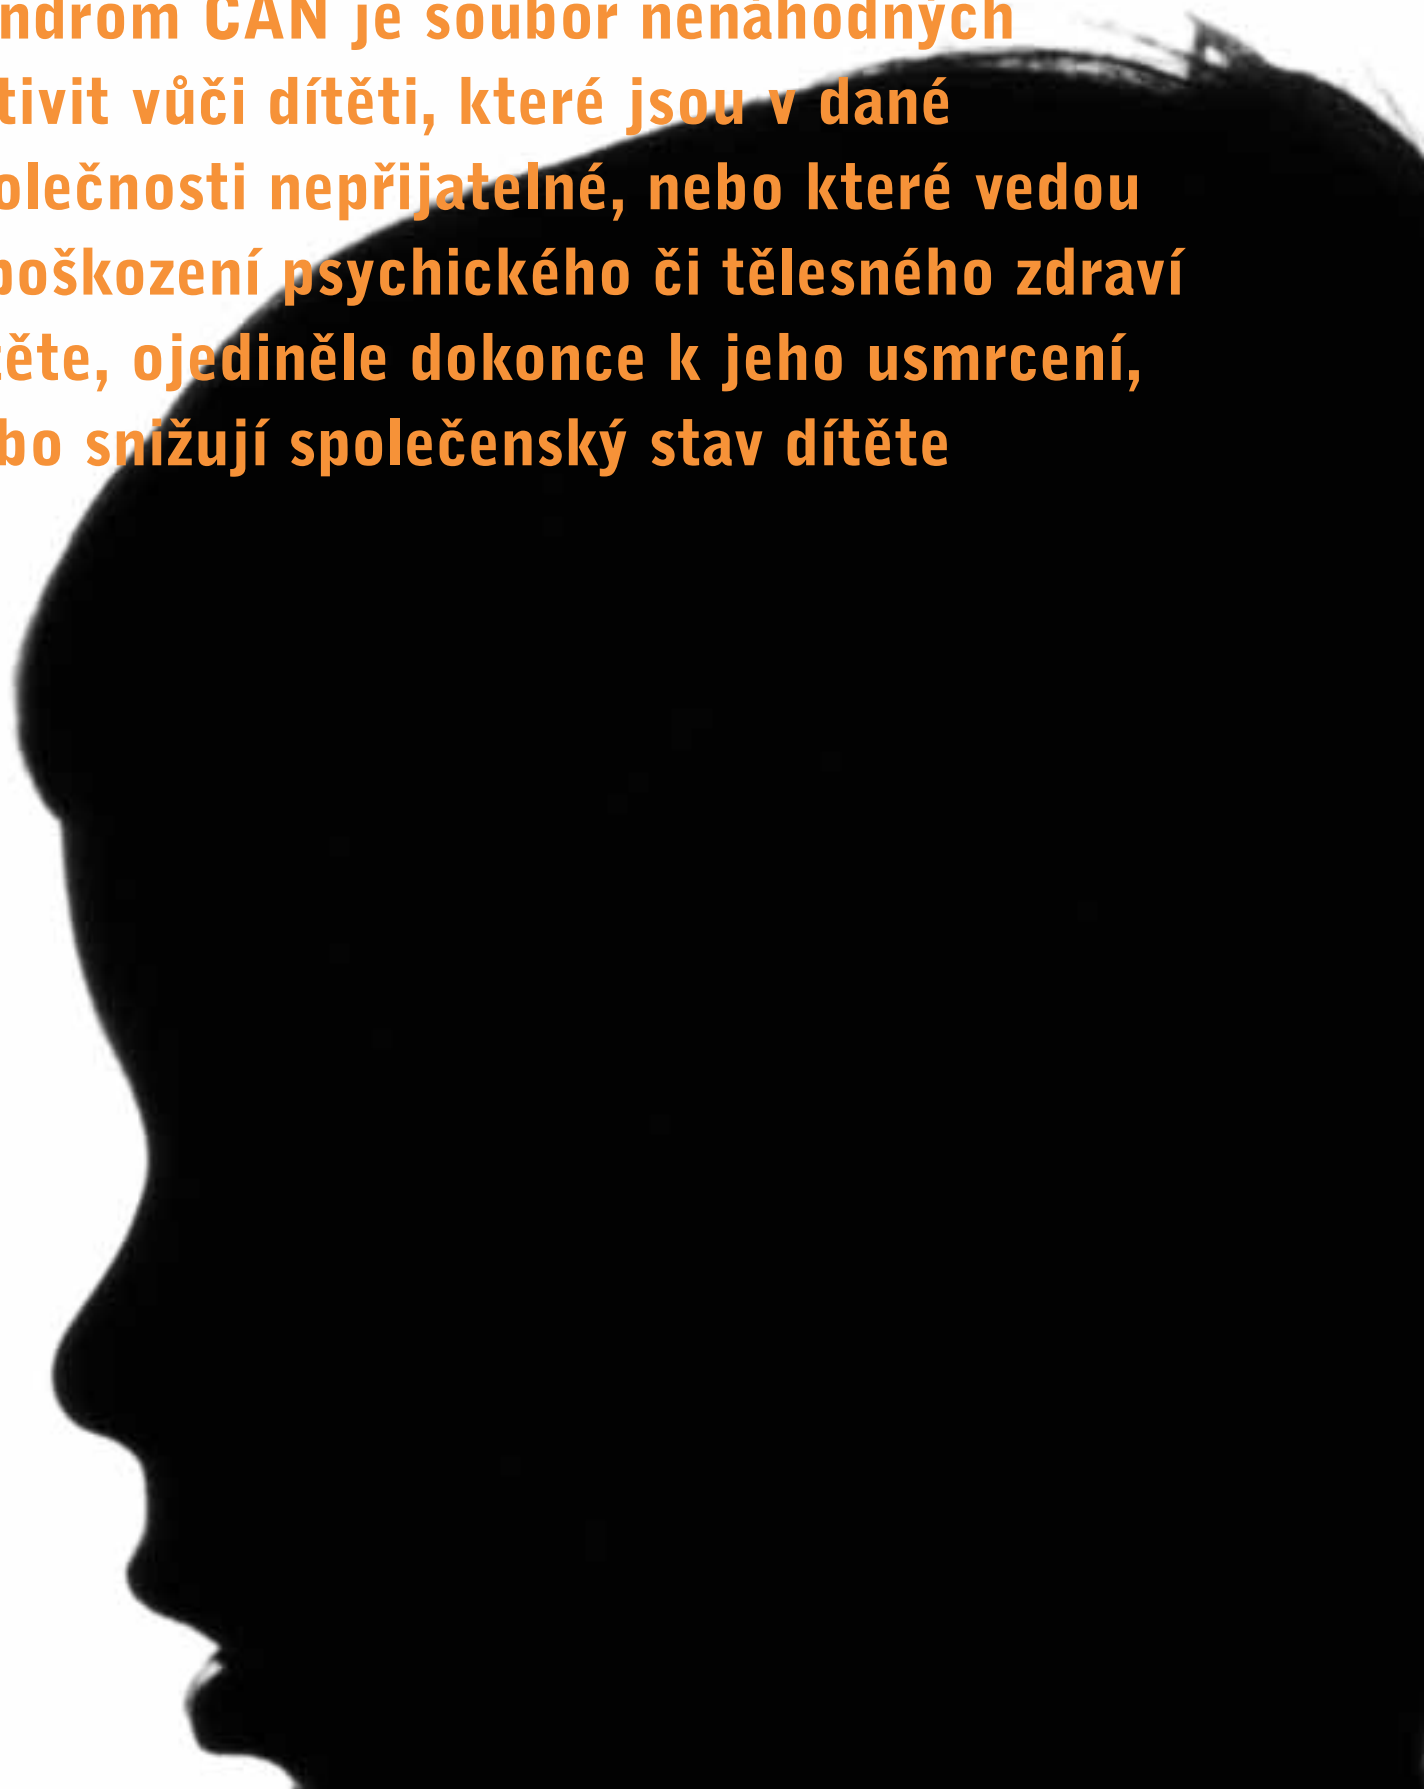 ndrom CAN je soubor nenáhodných
tivit vůči dítěti, které jsou v dané
olečnosti nepřijatelné, nebo které vedou
poškození psychického či tělesného zdraví
ěte, ojediněle dokonce k jeho usmrcení,
bo snižují společenský stav dítěte